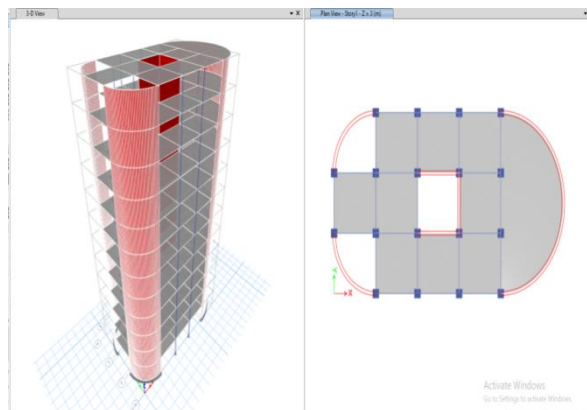 3-D View
Plan View - Story1 - Z = 3 (m)
Y
X
Activate Windows
Go to Settings to activate Windows.